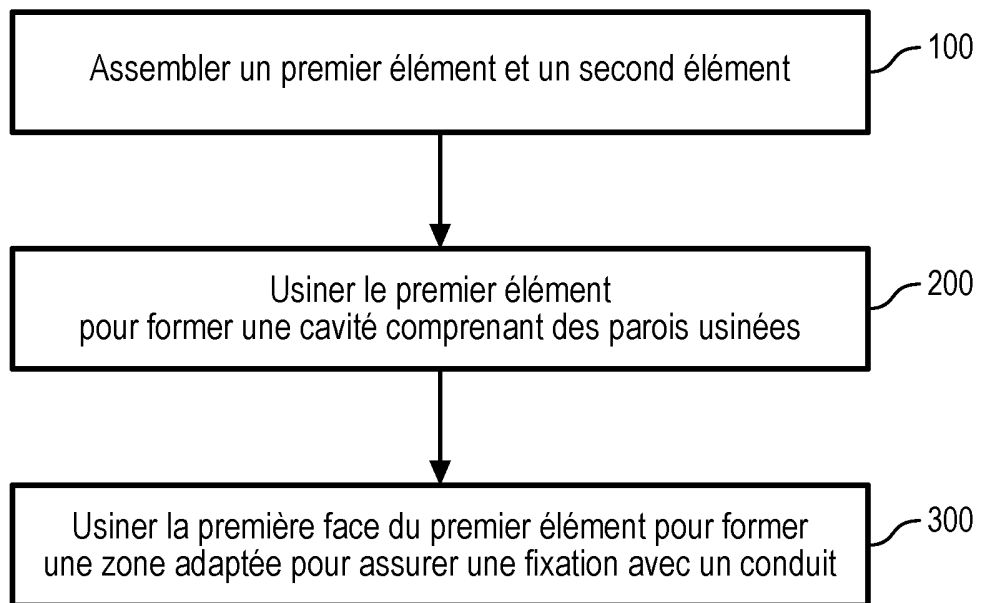 Assembler un premier élément et un second élément
100
Usiner le premier élément
pour former une cavité comprenant des parois usinées
200
Usiner la première face du premier élément pour former
une zone adaptée pour assurer une fixation avec un conduit
300